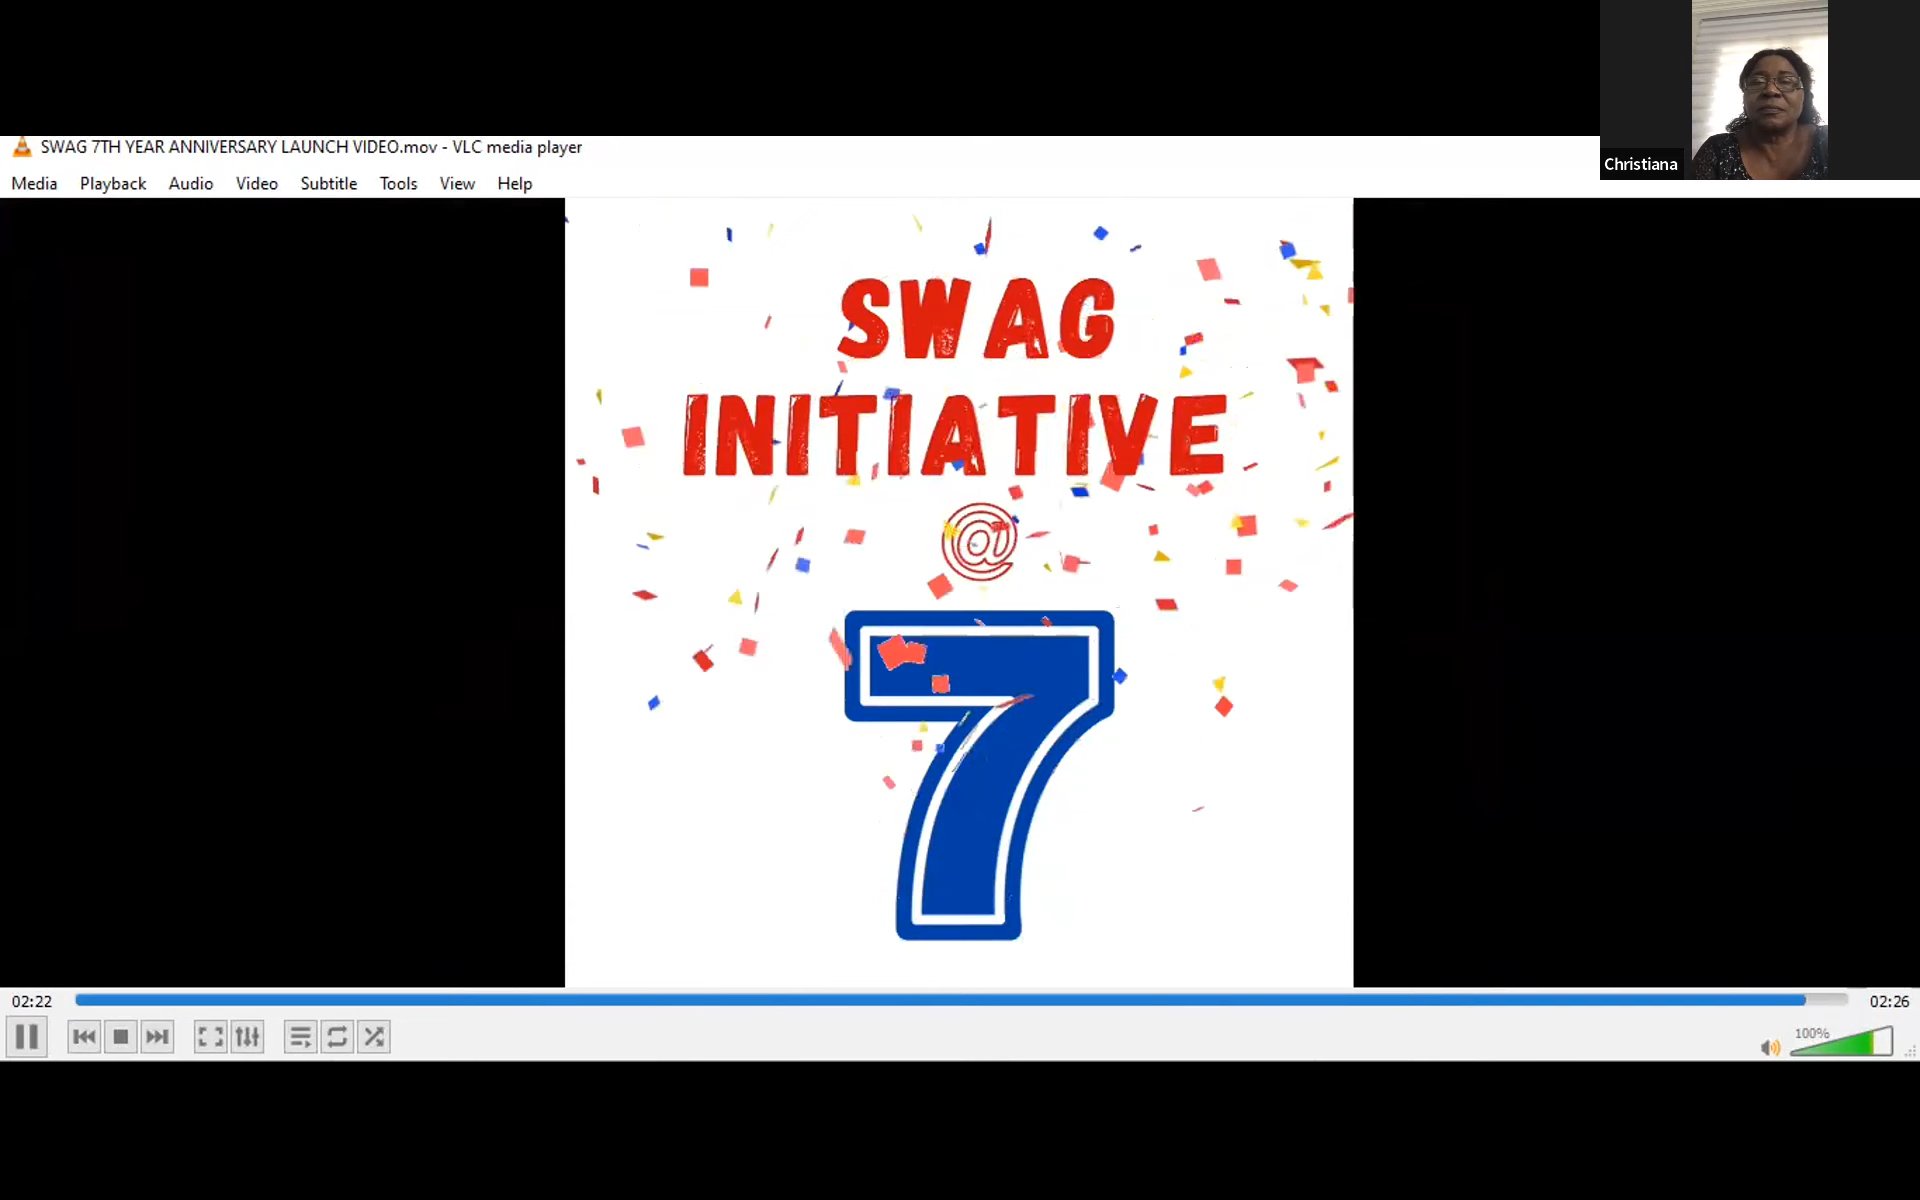 SWAG 7TH YEAR ANNIVERSARY LAUNCH VIDEO.mov - VLC media player
Christiana
Media Playback Audio Video Subtitle Tools View Help
SWAG
INITIATIVE
@
7
02:22
02:26
100%